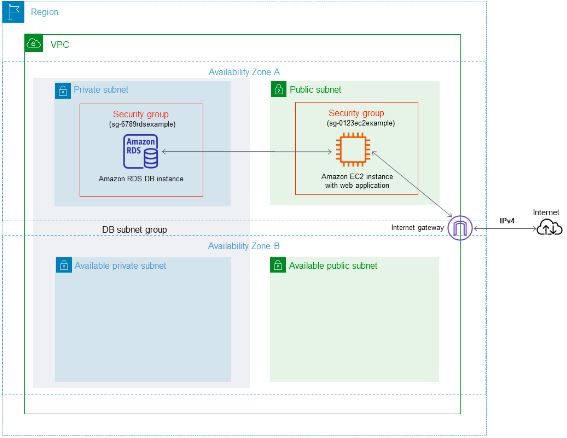 Region
VPC
Availability Zone A
Private subnet
Public subnet
Security group
(sg-6789rdsexample)
Amazon
RDS
Amazon RDS DB instance
Security group
(sg-0123ec2example)
Amazon EC2 instance
with web application
Internet gateway
IPv4
Internet
DB subnet group
Availability Zone B
Available private subnet
Available public subnet